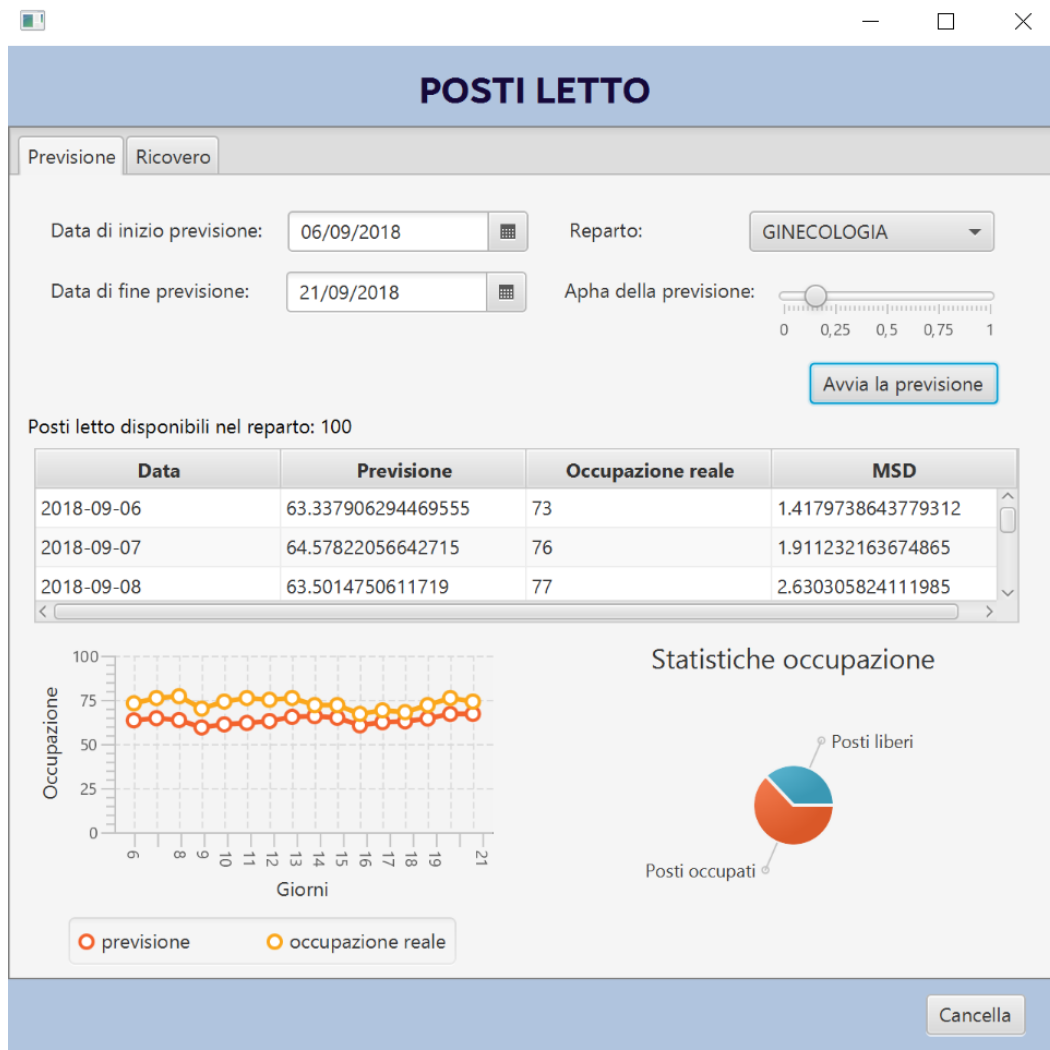 POSTI LETTO
Previsione Ricovero
Data di inizio previsione: 06/09/2018 Reparto: GINECOLOGIA
Data di fine previsione: 21/09/2018 Apha della previsione:
0 0,25 0,5 0,75 1
Avvia la previsione
Posti letto disponibili nel reparto: 100
Data Previsione Occupazione reale MSD
2018-09-06 63.337906294469555 73 1.4179738643779312
2018-09-07 64.57822056642715 76 1.911232163674865
2018-09-08 63.5014750611719 77 2.630305824111985
Statistiche occupazione
100
75
50
25
0
Occupazione
6 8 9 10 11 12 13 14 15 16 17 18 19 21
Giorni
previsione occupazione reale
Posti liberi
Posti occupati
Cancella